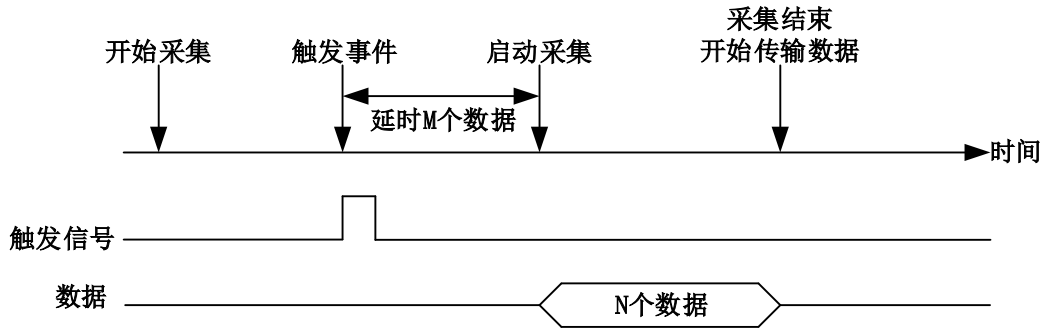 采集结束
开始采集 触发事件 启动采集 开始传输数据
延时M个数据
时间
触发信号
数据 N个数据